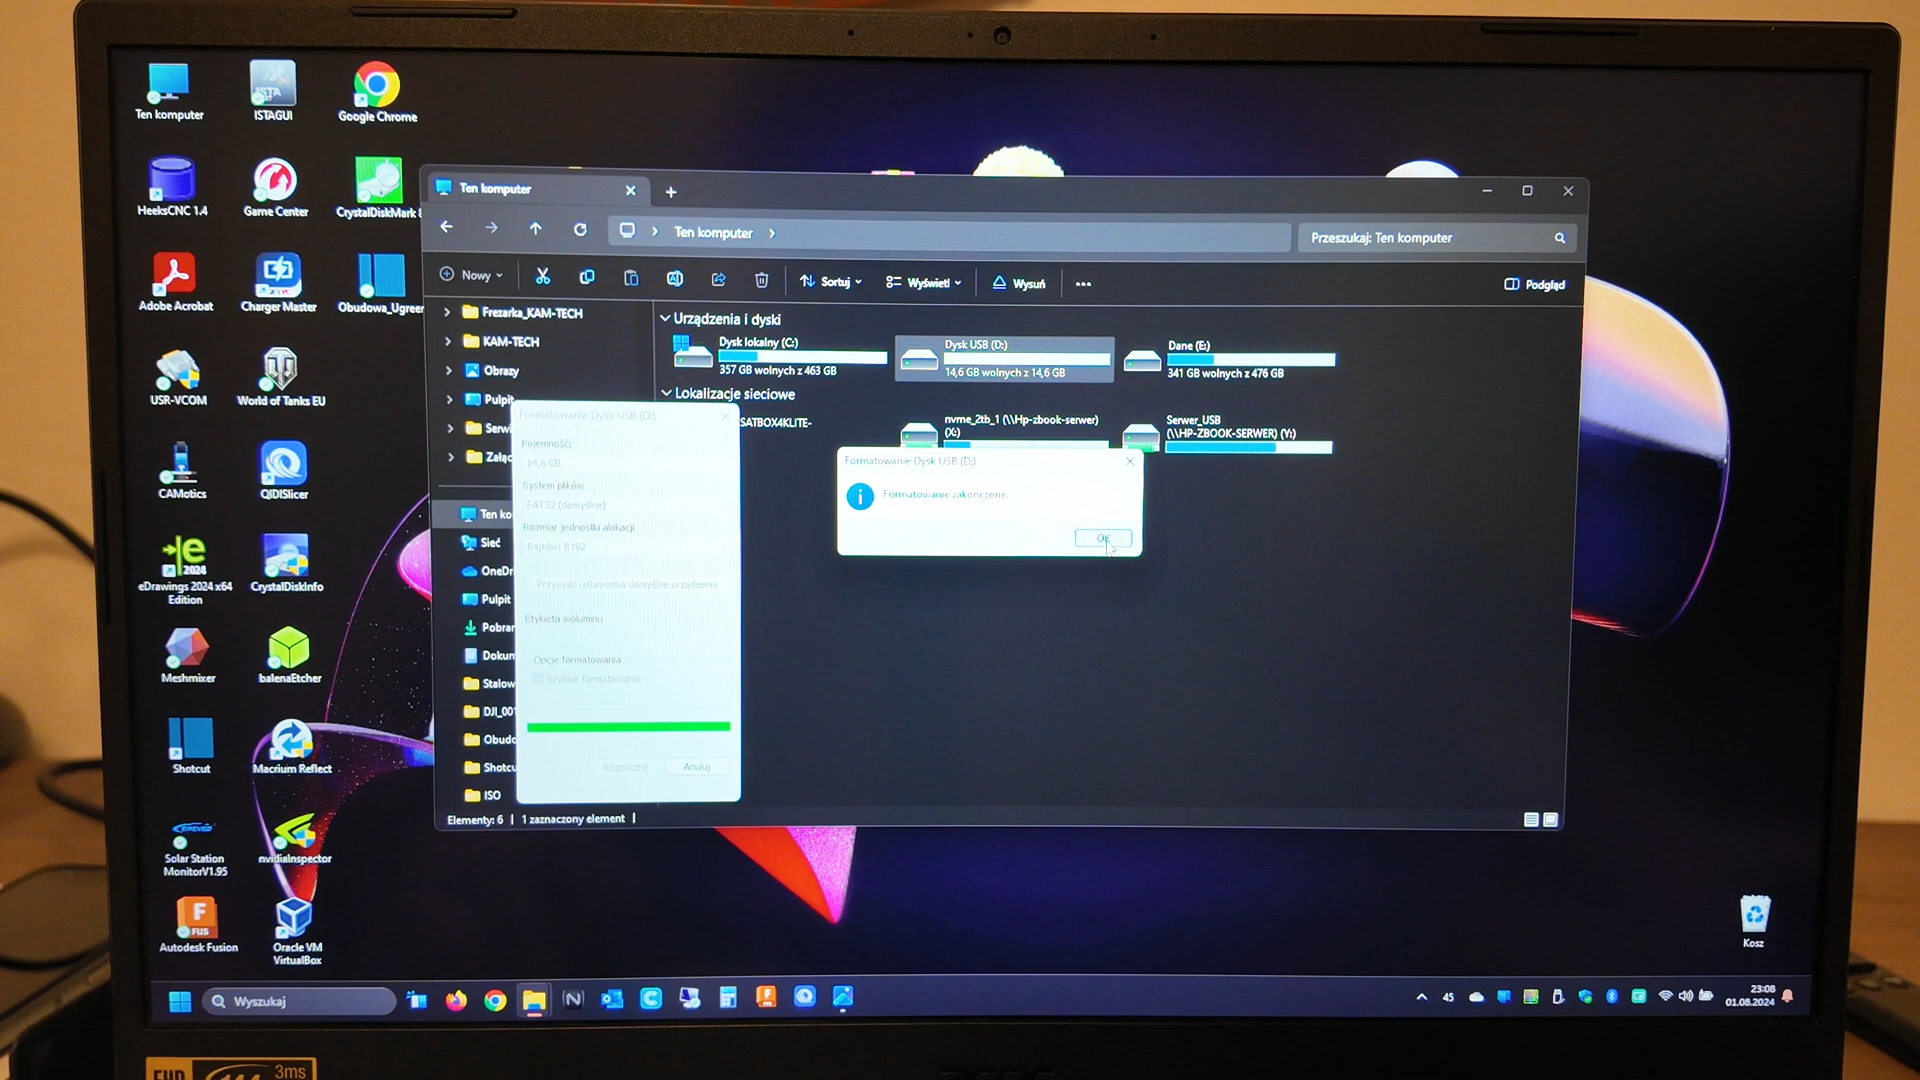 Ten komputer
ISTAGUI
Google Chrome
HeeksCNC 1.4
Game Center
CrystalDiskMark 8
Adobe Acrobat
Charger Master
Obudowa_Ugreen
USR-VCOM
World of Tanks EU
CAMotics
QIDISlicer
eDrawings 2024 x64
Edition
CrystalDiskInfo
Meshmixer
balenaEtcher
Shotcut
Macrium Reflect
Solar Station
MonitorV1.95
nvidiaInspector
Autodesk Fusion
Oracle VM
VirtualBox
Kosz
Ten komputer
Ten komputer
Przeszukaj: Ten komputer
Nowy
Sortuj
Wyświetl
Wysuń
Podgląd
Frezarka_KAM-TECH
KAM-TECH
Obrazy
Pulpit
Serwi
Załąc
Ten ko
Sieć
OneDr
Pulpit
Pobran
Dokum
Stalow
DJI_001
Obudo
Shotcu
ISO
Urządzenia i dyski
Dysk lokalny (C:)
357 GB wolnych z 463 GB
Dysk USB (D:)
14,6 GB wolnych z 14,6 GB
Dane (E:)
341 GB wolnych z 476 GB
Lokalizacje sieciowe
SATBOX4KLITE-
nvme_2tb_1 (\\Hp-zbook-serwer)
(X:)
Serwer_USB
(\\HP-ZBOOK-SERWER) (Y:)
Formatowanie Dysk USB (D:)
Pojemność:
14,6 GB
System plików
FAT32 (domyślne)
Rozmiar jednostki alokacji
Bajtów: 8192
Przywróć ustawienia domyślne urządzenia
Etykieta woluminu
Opcje formatowania
Szybkie formatowanie
Rozpocznij
Anuluj
Formatowanie Dysk USB (D:)
Formatowanie zakończone.
OK
Elementy: 6
1 zaznaczony element
Wyszukaj
45
23:08
01.08.2024
FHD
144
3ms